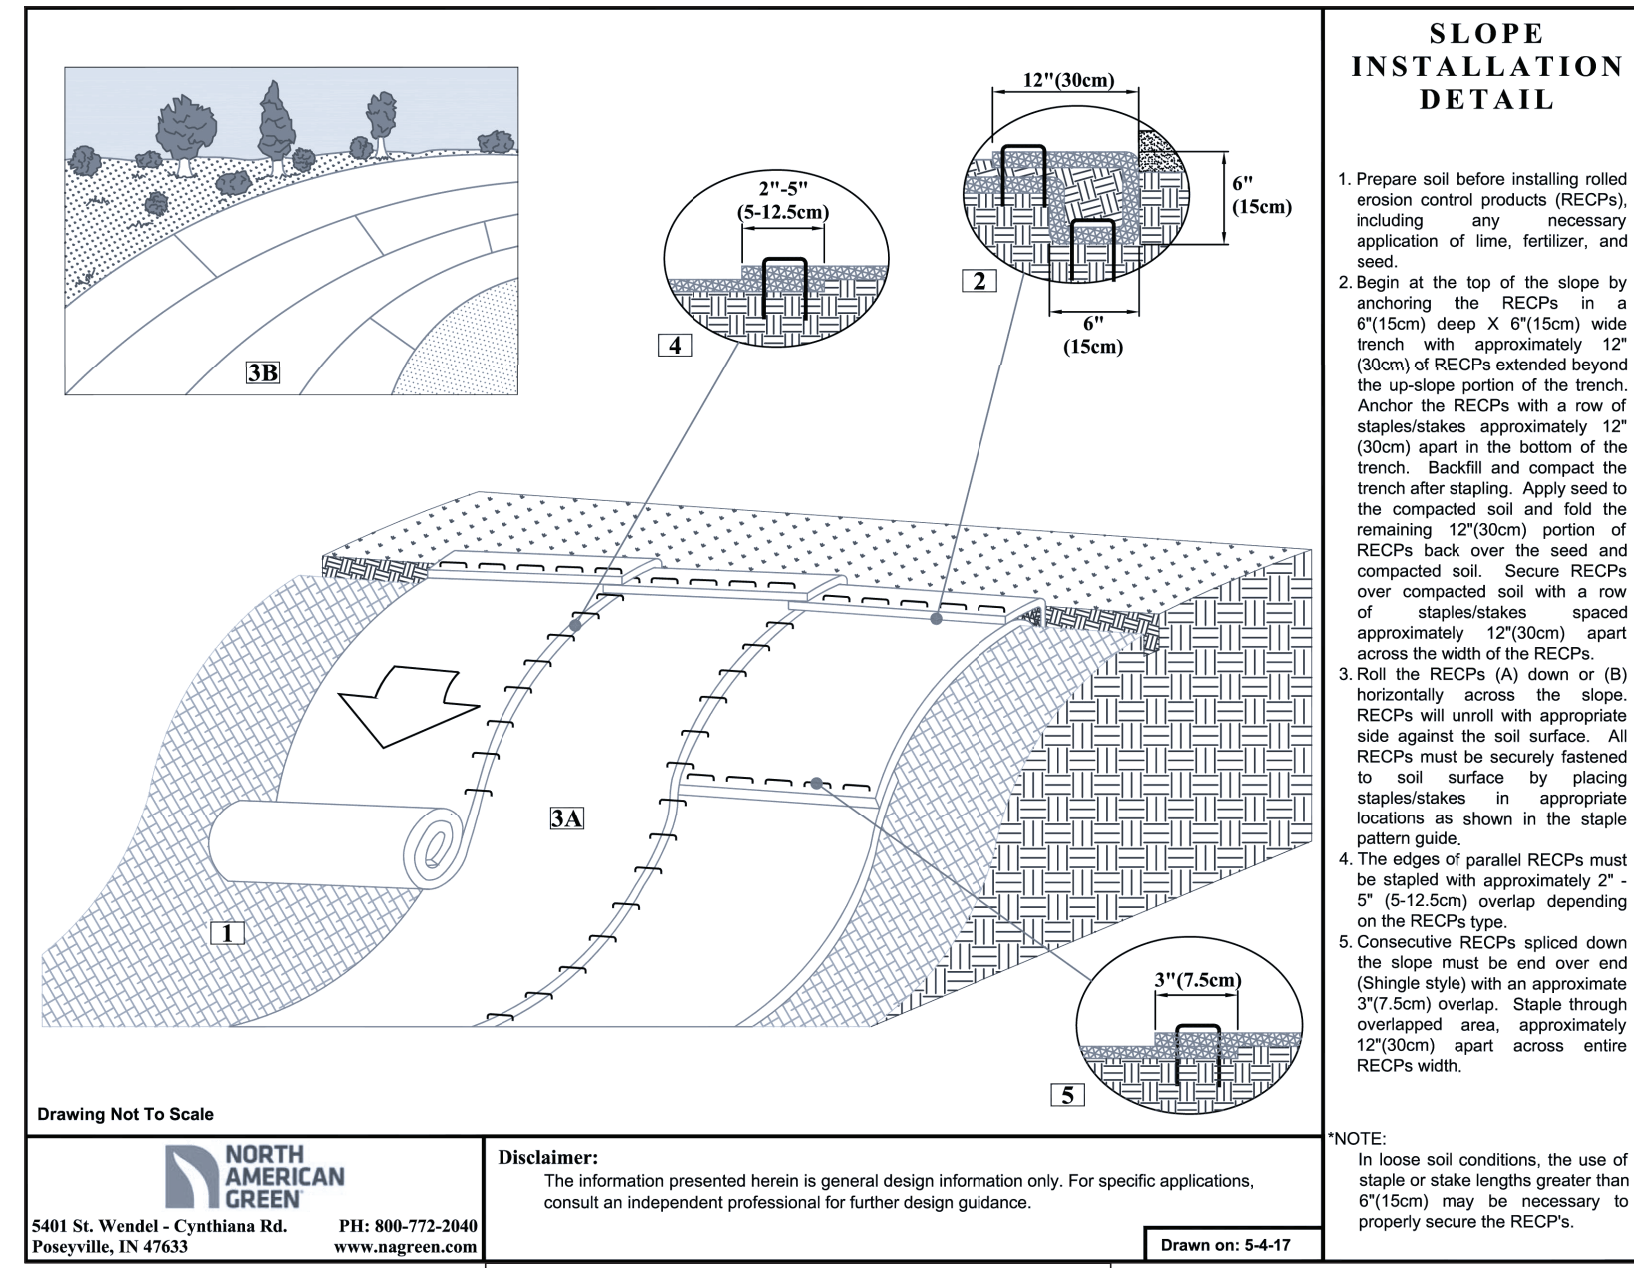 SLOPE
INSTALLATION
DETAIL
12"(30cm)
6"
(15cm)
2
6"
(15cm)
2"-5"
(5-12.5cm)
4
3B
3A
1
3"(7.5cm)
5
1. Prepare soil before installing rolled
erosion control products (RECPs),
including any necessary
application of lime, fertilizer, and
seed.
2. Begin at the top of the slope by
anchoring the RECPs in a
6"(15cm) deep X 6"(15cm) wide
trench with approximately 12"
(30cm) of RECPs extended beyond
the up-slope portion of the trench.
Anchor the RECPs with a row of
staples/stakes approximately 12"
(30cm) apart in the bottom of the
trench. Backfill and compact the
trench after stapling. Apply seed to
the compacted soil and fold the
remaining 12"(30cm) portion of
RECPs back over the seed and
compacted soil. Secure RECPs
over compacted soil with a row
of staples/stakes spaced
approximately 12"(30cm) apart
across the width of the RECPs.
3. Roll the RECPs (A) down or (B)
horizontally across the slope.
RECPs will unroll with appropriate
side against the soil surface. All
RECPs must be securely fastened
to soil surface by placing
staples/stakes in appropriate
locations as shown in the staple
pattern guide.
4. The edges of parallel RECPs must
be stapled with approximately 2" -
5" (5-12.5cm) overlap depending
on the RECPs type.
5. Consecutive RECPs spliced down
the slope must be end over end
(Shingle style) with an approximate
3"(7.5cm) overlap. Staple through
overlapped area, approximately
12"(30cm) apart across entire
RECPs width.
*NOTE:
In loose soil conditions, the use of
staple or stake lengths greater than
6"(15cm) may be necessary to
properly secure the RECP's.
Drawing Not To Scale
NORTH
AMERICAN
GREEN
5401 St. Wendel - Cynthiana Rd. PH: 800-772-2040
Poseyville, IN 47633 www.nagreen.com
Disclaimer:
The information presented herein is general design information only. For specific applications,
consult an independent professional for further design guidance.
Drawn on: 5-4-17